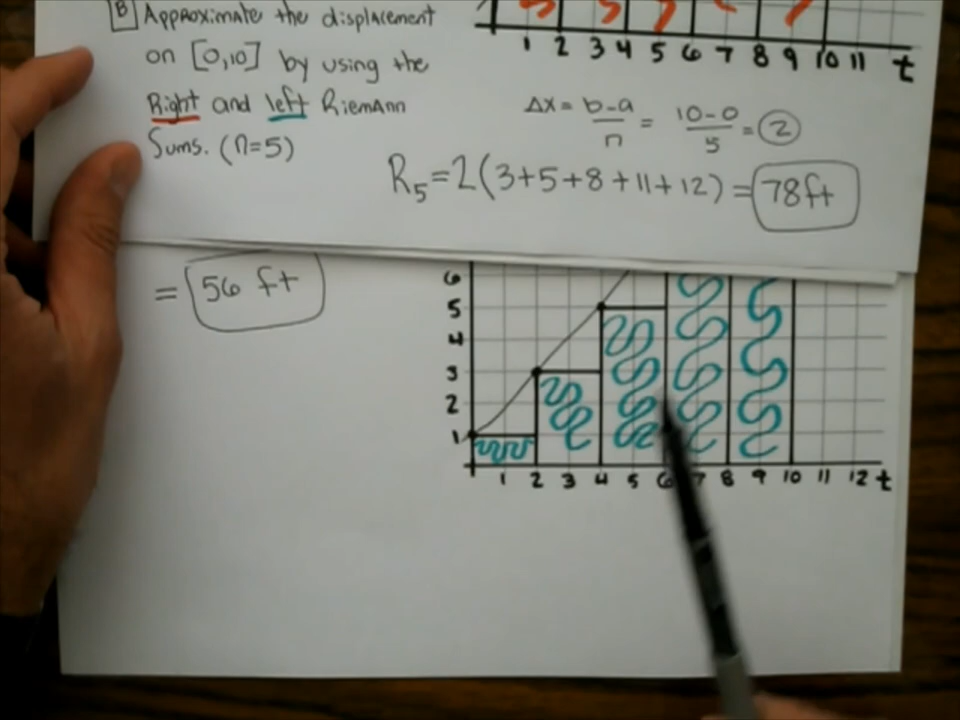 B Approximate the displacement
on [0,10] by using the
Right and left Riemann
Sums. (n=5)
1 2 3 4 5 6 7 8 9 10 11 t
Δx = b-a/n = 10-0/5 = 2
R5 = 2(3+5+8+11+12) = 78ft
= 56 ft
6
5
4
3
2
1
1 2 3 4 5 6 7 8 9 10 11 12 t